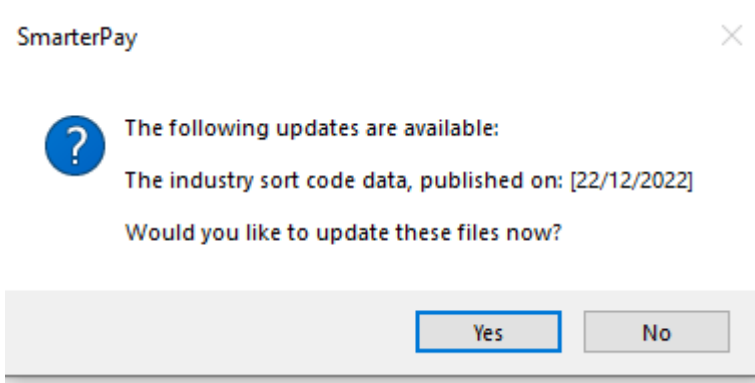 SmarterPay
The following updates are available:
The industry sort code data, published on: [22/12/2022]
Would you like to update these files now?
Yes
No